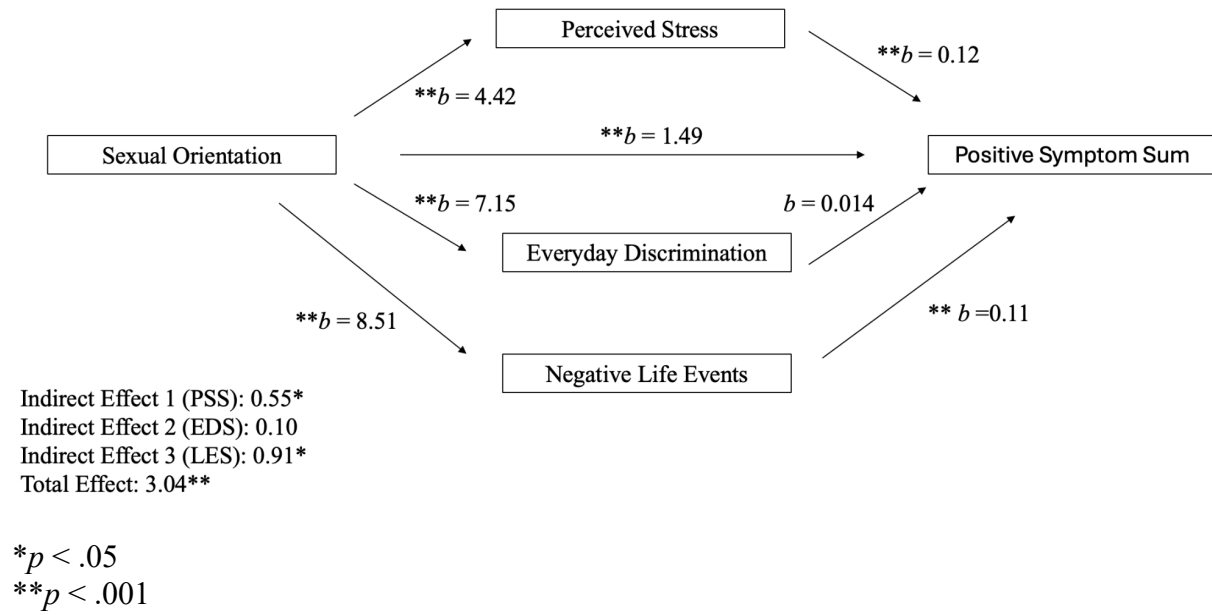 Perceived Stress
**b = 0.12
**b = 4.42
**b = 1.49
Sexual Orientation
Positive Symptom Sum
**b = 7.15
b = 0.014
Everyday Discrimination
**b = 8.51
** b =0.11
Negative Life Events
Indirect Effect 1 (PSS): 0.55*
Indirect Effect 2 (EDS): 0.10
Indirect Effect 3 (LES): 0.91*
Total Effect: 3.04**
*p < .05
**p < .001